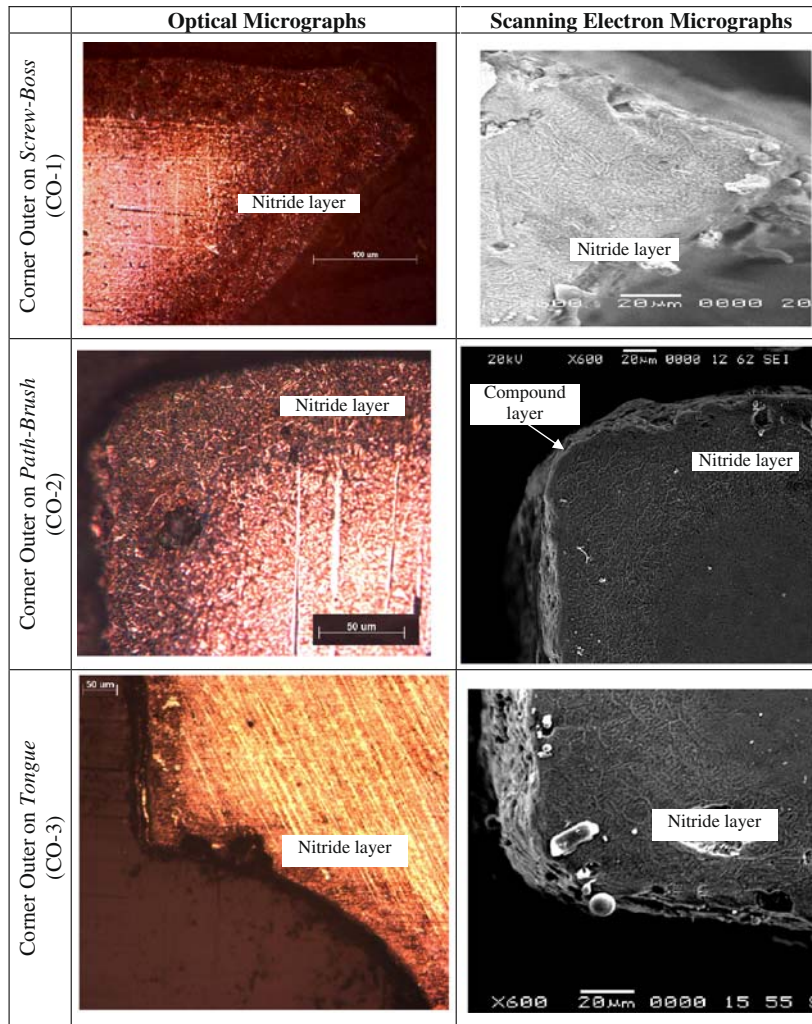 Optical Micrographs
Scanning Electron Micrographs
Corner Outer on Screw-Boss
(CO-1)
Nitride layer
100 um
Nitride layer
20µm 0000 20
Corner Outer on Path-Brush
(CO-2)
Nitride layer
50 um
20kV X600 20µm 0000 12 62 SEI
Compound
layer
Nitride layer
Corner Outer on Tongue
(CO-3)
50 um
Nitride layer
Nitride layer
X600 20µm 0000 15 55